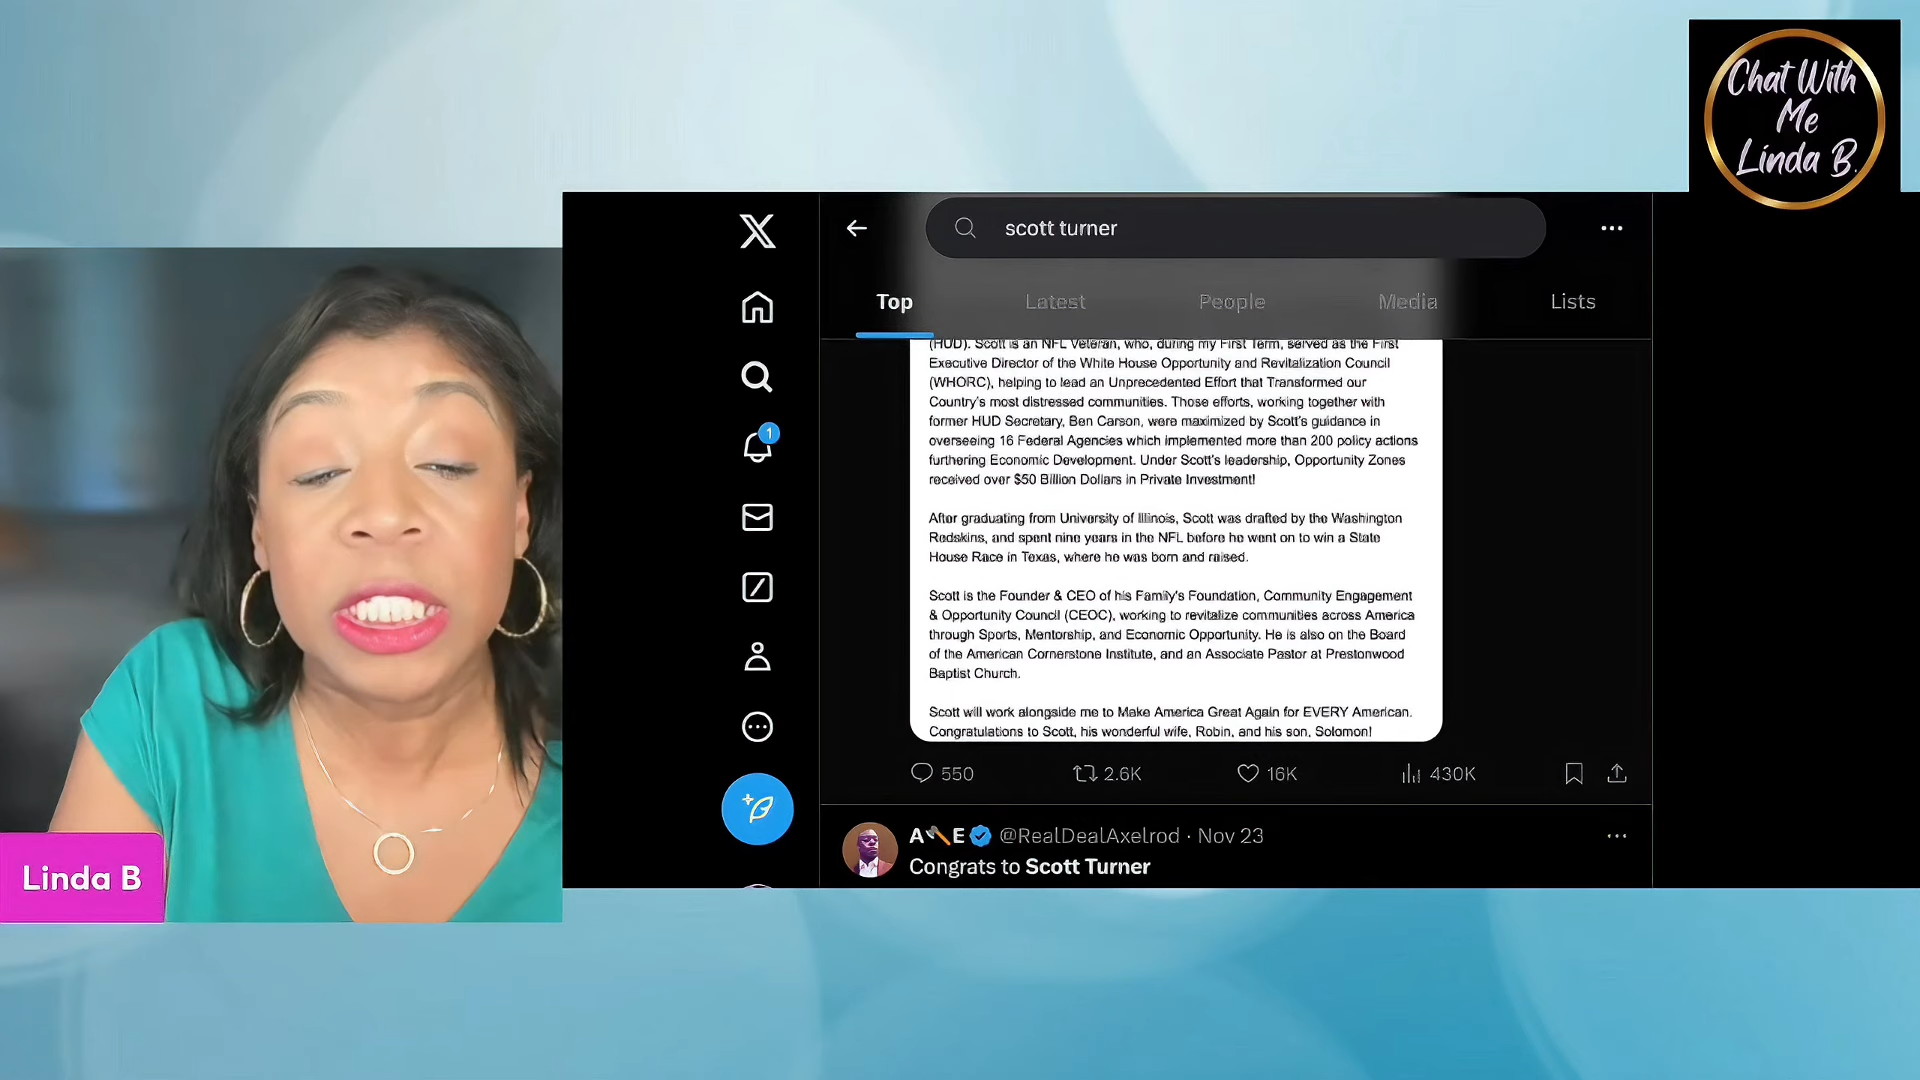 Chat With
Me
Linda B.
scott turner
Top
Latest
People
Media
Lists
1
(HUD). Scott is an NFL Veteran, who, during my First Term, served as the First
Executive Director of the White House Opportunity and Revitalization Council
(WHORC), helping to lead an Unprecedented Effort that Transformed our
Country's most distressed communities. Those efforts, working together with
former HUD Secretary, Ben Carson, were maximized by Scott's guidance in
overseeing 16 Federal Agencies which implemented more than 200 policy actions
furthering Economic Development. Under Scott's leadership, Opportunity Zones
received over $50 Billion Dollars in Private Investment!
After graduating from University of Illinois, Scott was drafted by the Washington
Redskins, and spent nine years in the NFL before he went on to win a State
House Race in Texas, where he was born and raised.
Scott is the Founder & CEO of his Family's Foundation, Community Engagement
& Opportunity Council (CEOC), working to revitalize communities across America
through Sports, Mentorship, and Economic Opportunity. He is also on the Board
of the American Cornerstone Institute, and an Associate Pastor at Prestonwood
Baptist Church.
Scott will work alongside me to Make America Great Again for EVERY American.
Congratulations to Scott, his wonderful wife, Robin, and his son, Solomon!
550
2.6K
16K
430K
A🪓E @RealDealAxelrod · Nov 23
Congrats to Scott Turner
Linda B